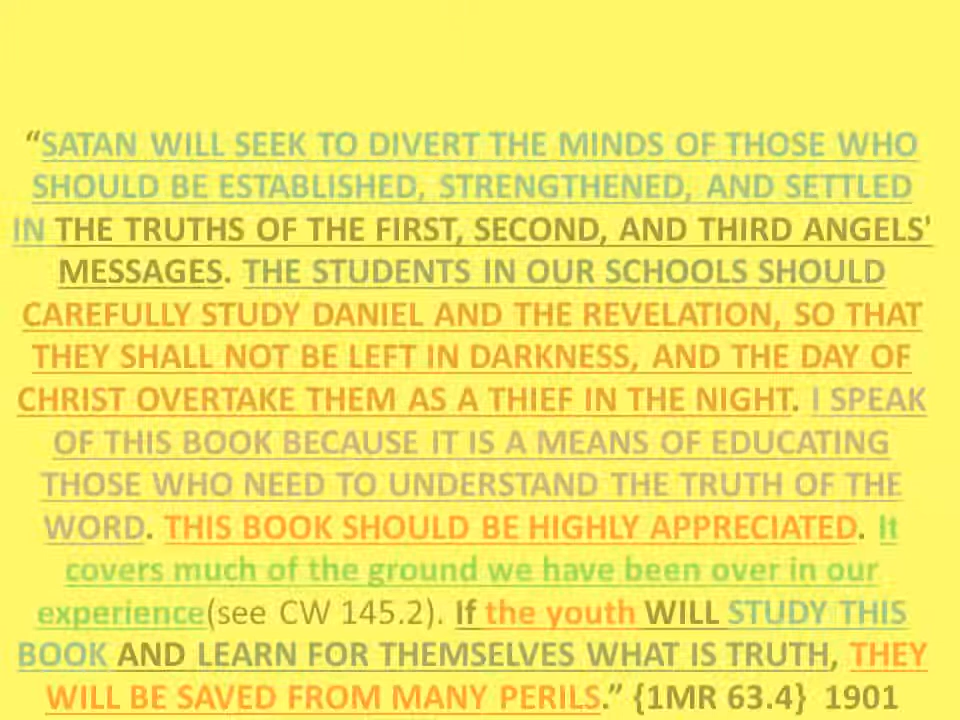 “SATAN WILL SEEK TO DIVERT THE MINDS OF THOSE WHO
SHOULD BE ESTABLISHED, STRENGTHENED, AND SETTLED
IN THE TRUTHS OF THE FIRST, SECOND, AND THIRD ANGELS'
MESSAGES. THE STUDENTS IN OUR SCHOOLS SHOULD
CAREFULLY STUDY DANIEL AND THE REVELATION, SO THAT
THEY SHALL NOT BE LEFT IN DARKNESS, AND THE DAY OF
CHRIST OVERTAKE THEM AS A THIEF IN THE NIGHT. I SPEAK
OF THIS BOOK BECAUSE IT IS A MEANS OF EDUCATING
THOSE WHO NEED TO UNDERSTAND THE TRUTH OF THE
WORD. THIS BOOK SHOULD BE HIGHLY APPRECIATED. It
covers much of the ground we have been over in our
experience(see CW 145.2). If the youth WILL STUDY THIS
BOOK AND LEARN FOR THEMSELVES WHAT IS TRUTH, THEY
WILL BE SAVED FROM MANY PERILS.” {1MR 63.4} 1901